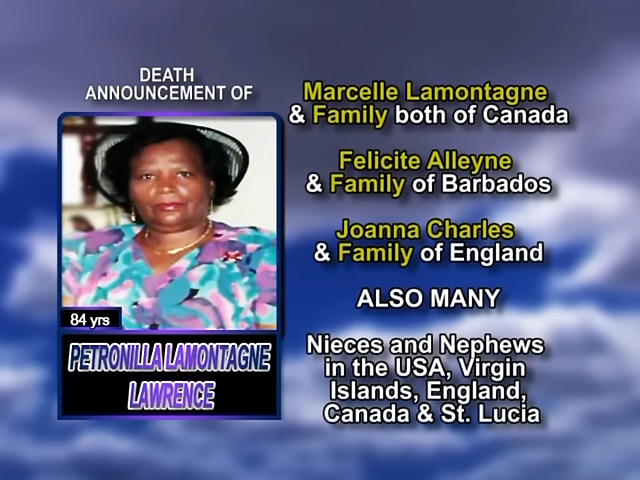 DEATH
ANNOUNCEMENT OF
84 yrs
PETRONILLA LAMONTAGNE
LAWRENCE
Marcelle Lamontagne
& Family both of Canada
Felicite Alleyne
& Family of Barbados
Joanna Charles
& Family of England
ALSO MANY
Nieces and Nephews
in the USA, Virgin
Islands, England,
Canada & St. Lucia